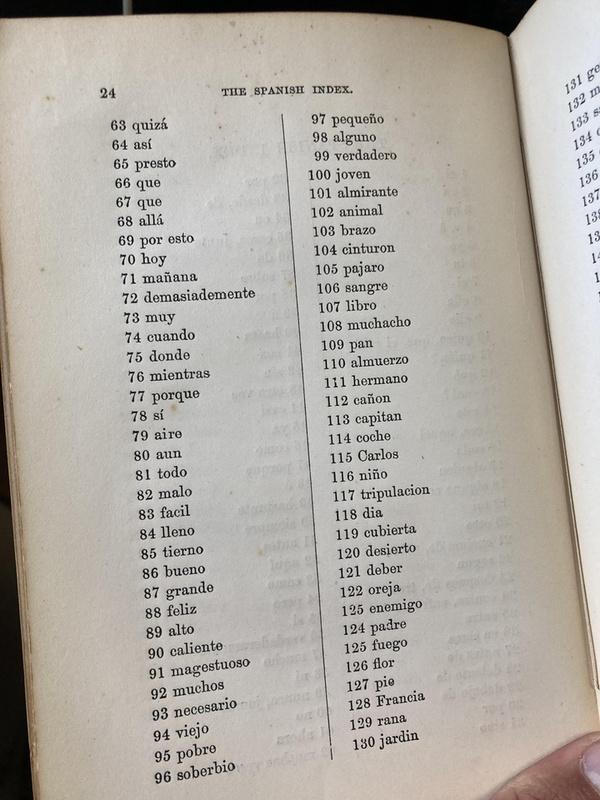 24
THE SPANISH INDEX.
63 quizá
64 así
65 presto
66 que
67 que
68 allá
69 por esto
70 hoy
71 mañana
72 demasiademente
73 muy
74 cuando
75 donde
76 mientras
77 porque
78 sí
79 aire
80 aun
81 todo
82 malo
83 facil
84 lleno
85 tierno
86 bueno
87 grande
88 feliz
89 alto
90 caliente
91 magestuoso
92 muchos
93 necesario
94 viejo
95 pobre
96 soberbio
97 pequeño
98 alguno
99 verdadero
100 joven
101 almirante
102 animal
103 brazo
104 cinturon
105 pajaro
106 sangre
107 libro
108 muchacho
109 pan
110 almuerzo
111 hermano
112 cañon
113 capitan
114 coche
115 Carlos
116 niño
117 tripulacion
118 dia
119 cubierta
120 desierto
121 deber
122 oreja
125 enemigo
124 padre
125 fuego
126 flor
127 pie
128 Francia
129 rana
130 jardin
131 ge
132 m
133 s
134
135
136
137